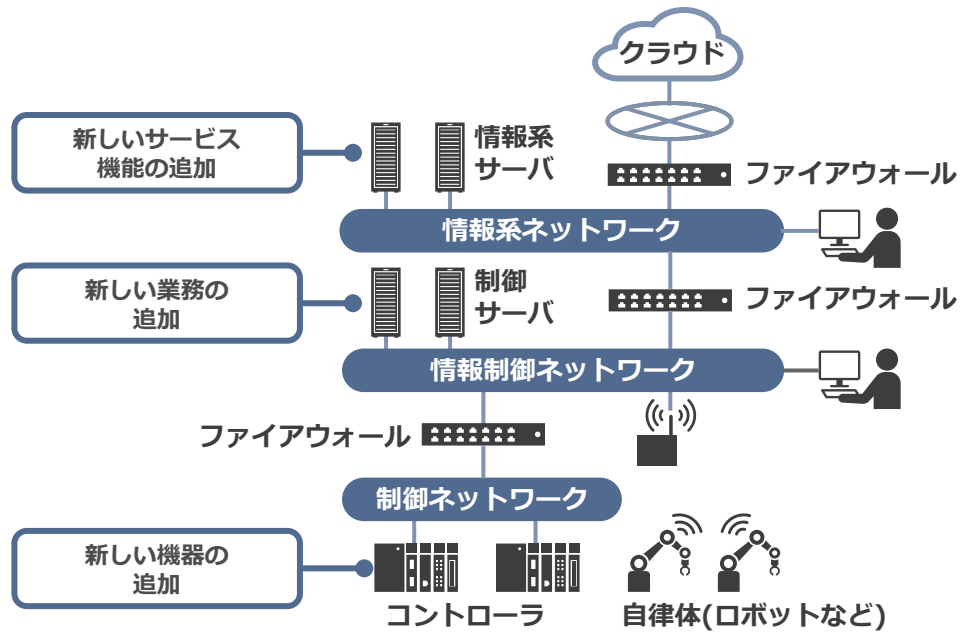 クラウド
新しいサービス
機能の追加
情報系
サーバ
ファイアウォール
情報系ネットワーク
新しい業務の
追加
制御
サーバ
ファイアウォール
情報制御ネットワーク
ファイアウォール
制御ネットワーク
新しい機器の
追加
コントローラ
自律体(ロボットなど)